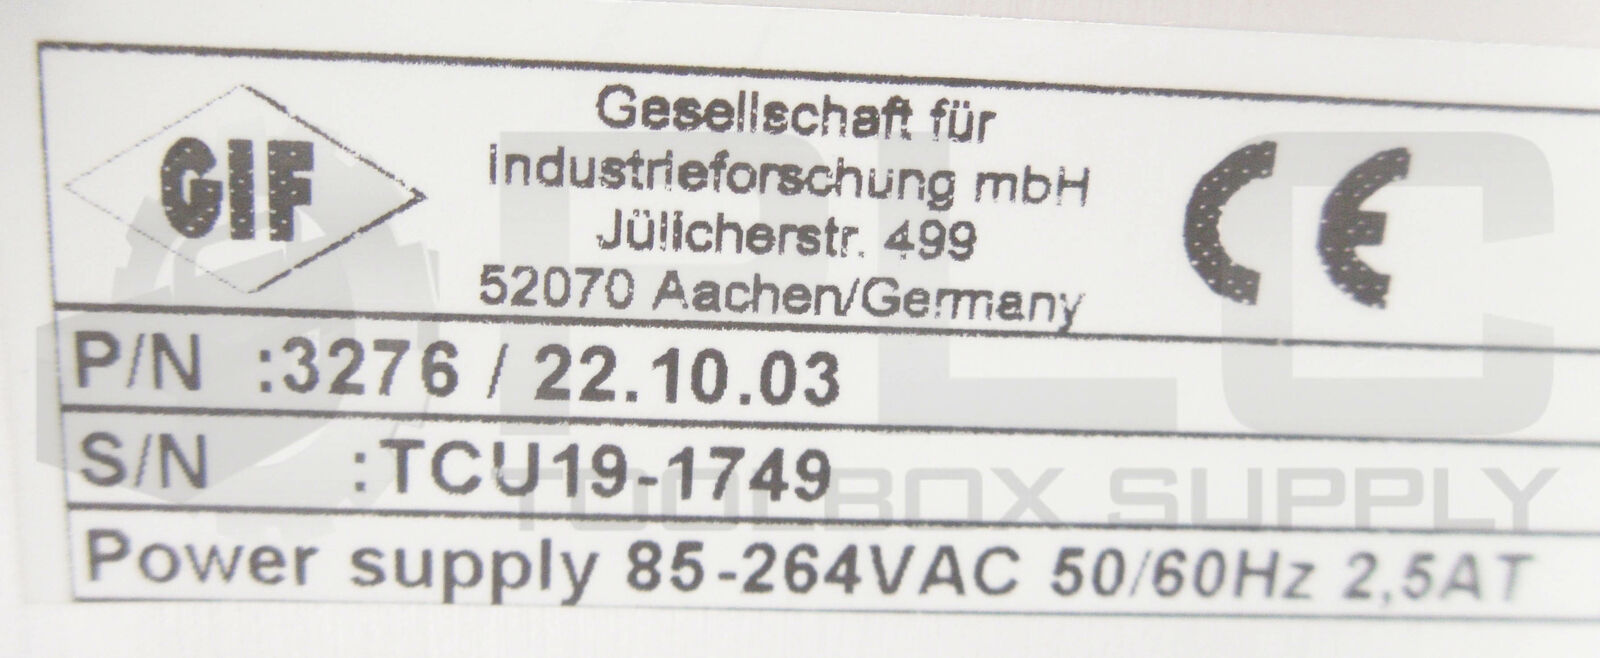 GIF
Gesellschaft für
Industrieforschung mbH
Jülicherstr. 499
52070 Aachen/Germany
CE
P/N :3276 / 22.10.03
S/N :TCU19-1749
Power supply 85-264VAC 50/60Hz 2,5AT
PLC
TOOLBOX SUPPLY